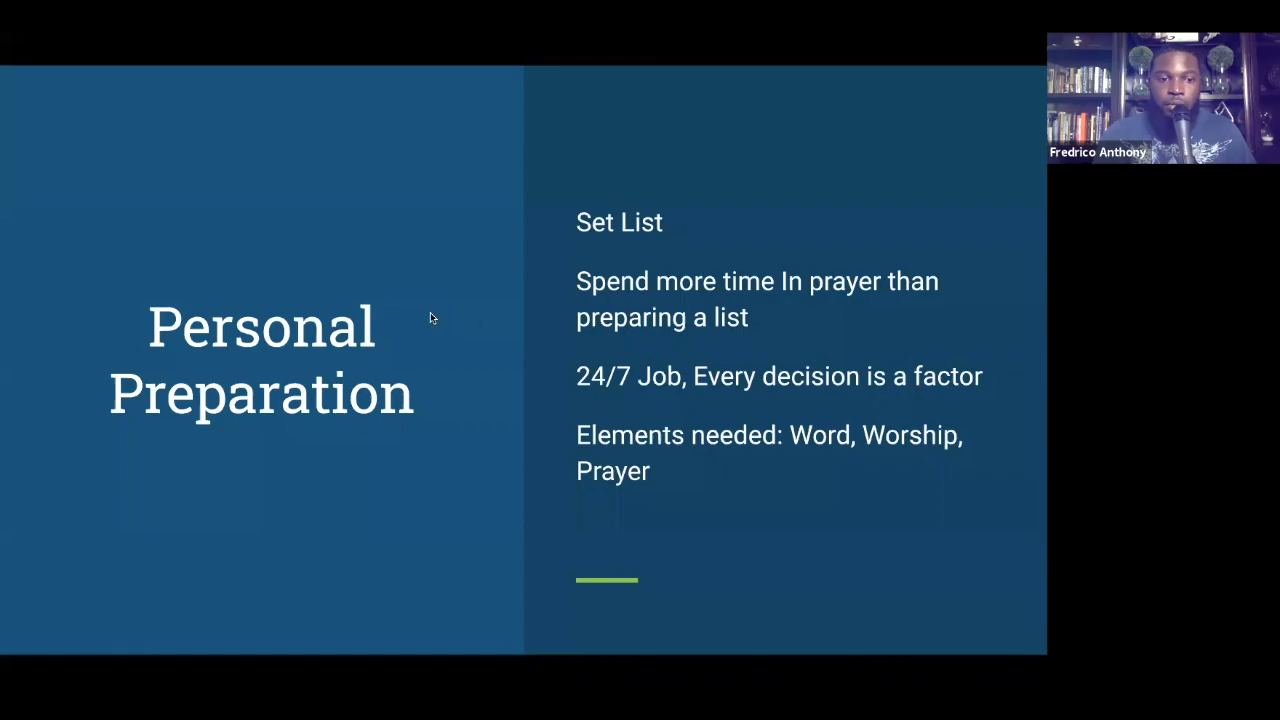 Personal
Preparation
Set List
Spend more time In prayer than
preparing a list
24/7 Job, Every decision is a factor
Elements needed: Word, Worship,
Prayer
Fredrico Anthony